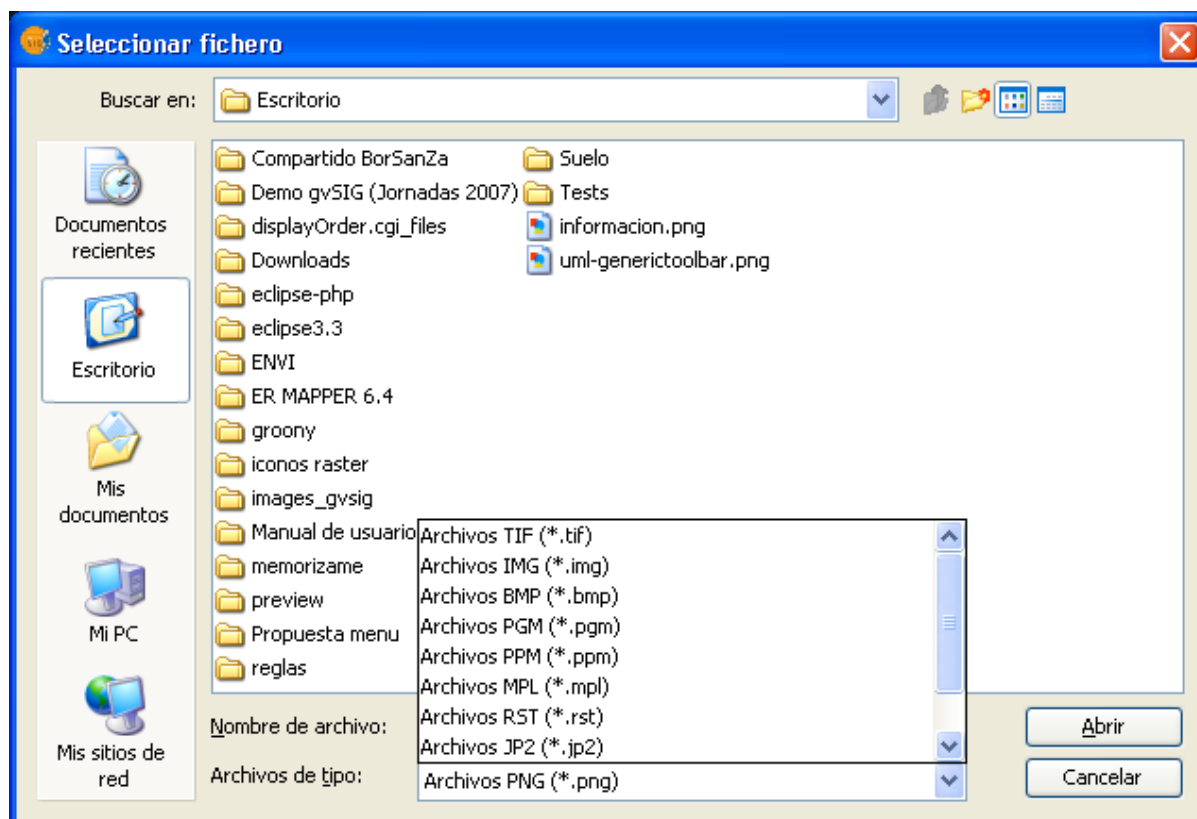 Seleccionar fichero
Buscar en:
Escritorio
Documentos
recientes
Escritorio
Mis
documentos
Mi PC
Mis sitios de
red
Compartido BorSanZa
Demo gvSIG (Jornadas 2007)
displayOrder.cgi_files
Downloads
eclipse-php
eclipse3.3
ENVI
ER MAPPER 6.4
groony
iconos raster
images_gvsig
Manual de usuario
memorizame
preview
Propuesta menu
reglas
Suelo
Tests
informacion.png
uml-generictoolbar.png
Archivos TIF (*.tif)
Archivos IMG (*.img)
Archivos BMP (*.bmp)
Archivos PGM (*.pgm)
Archivos PPM (*.ppm)
Archivos MPL (*.mpl)
Archivos RST (*.rst)
Archivos JP2 (*.jp2)
Nombre de archivo:
Abrir
Archivos de tipo:
Archivos PNG (*.png)
Cancelar